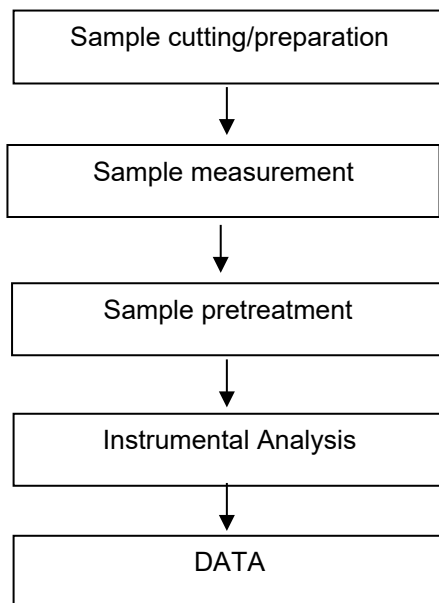 Sample cutting/preparation
Sample measurement
Sample pretreatment
Instrumental Analysis
DATA